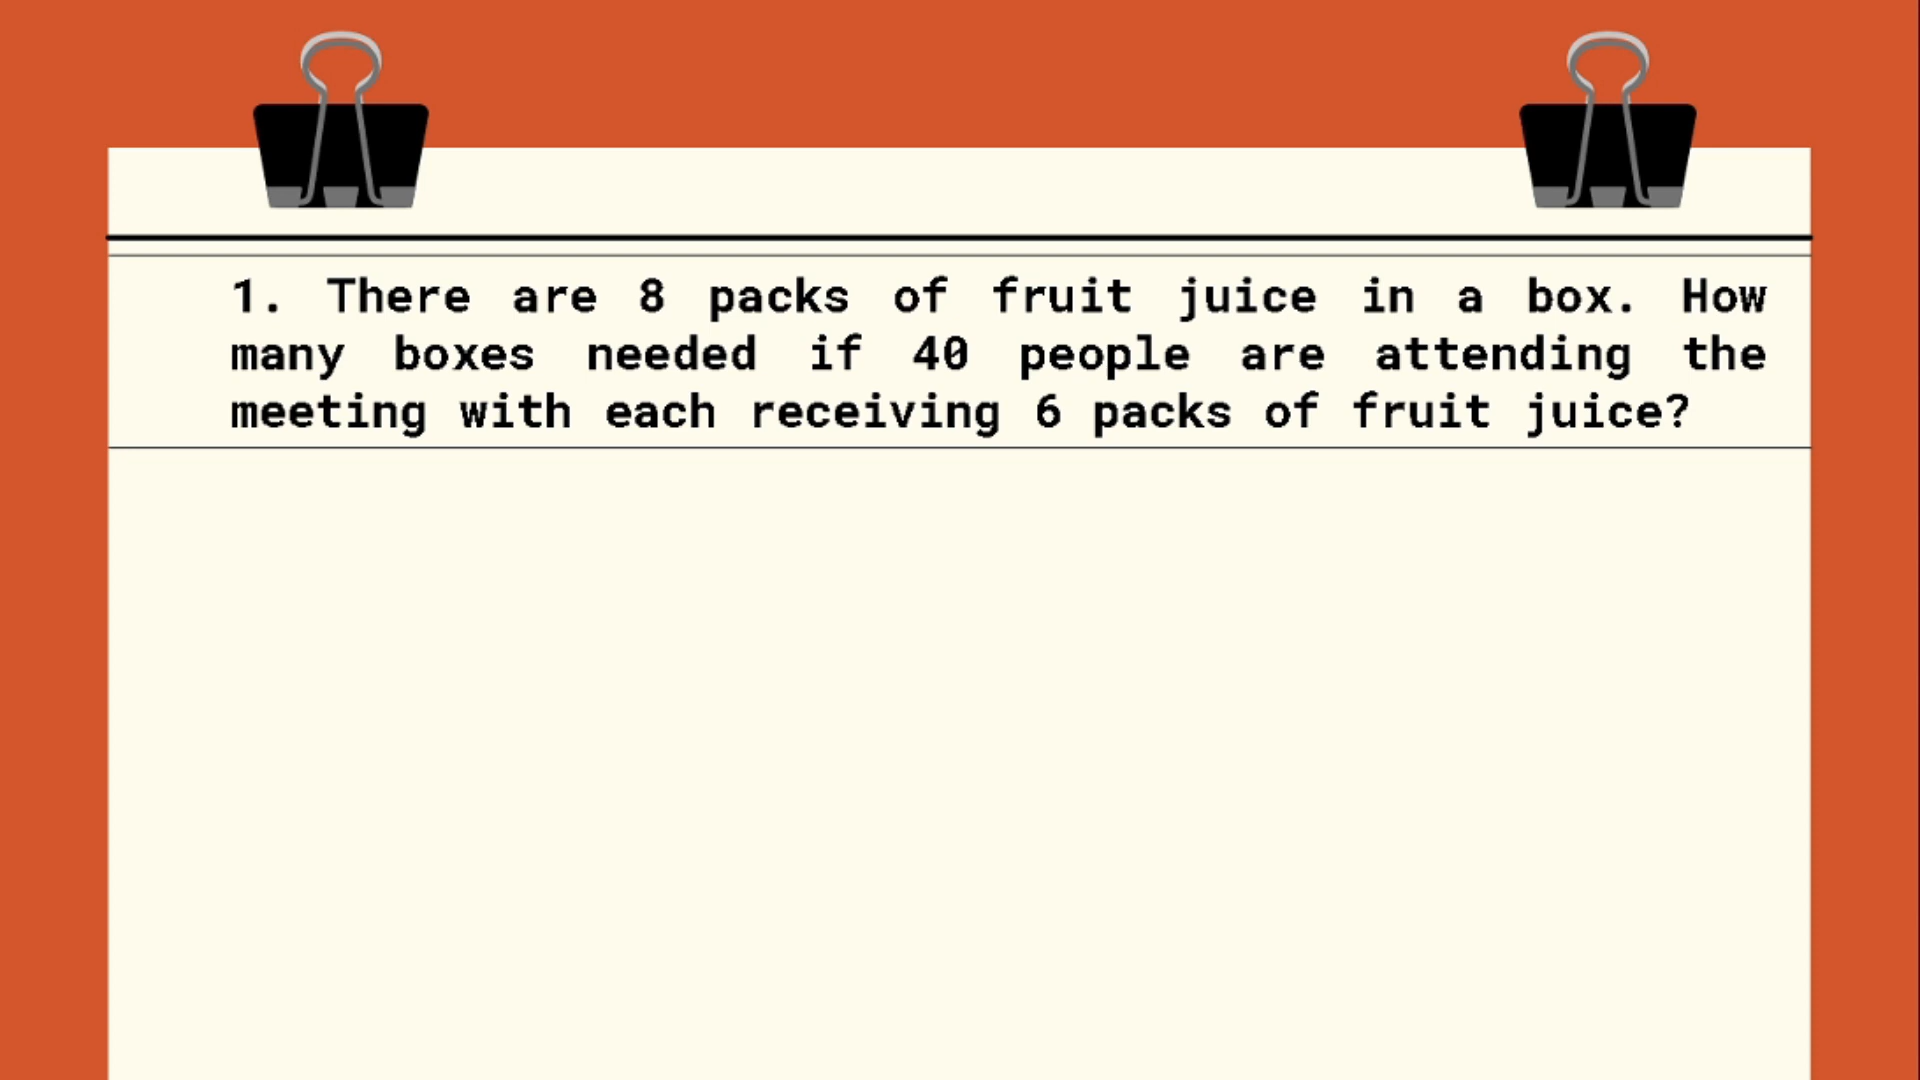 1. There are 8 packs of fruit juice in a box. How
many boxes needed if 40 people are attending the
meeting with each receiving 6 packs of fruit juice?